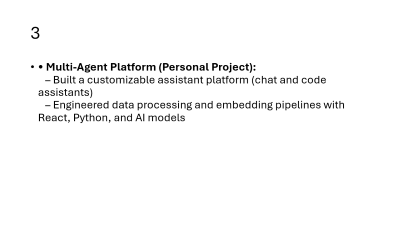 3
• • Multi-Agent Platform (Personal Project):
– Built a customizable assistant platform (chat and code
assistants)
– Engineered data processing and embedding pipelines with
React, Python, and AI models